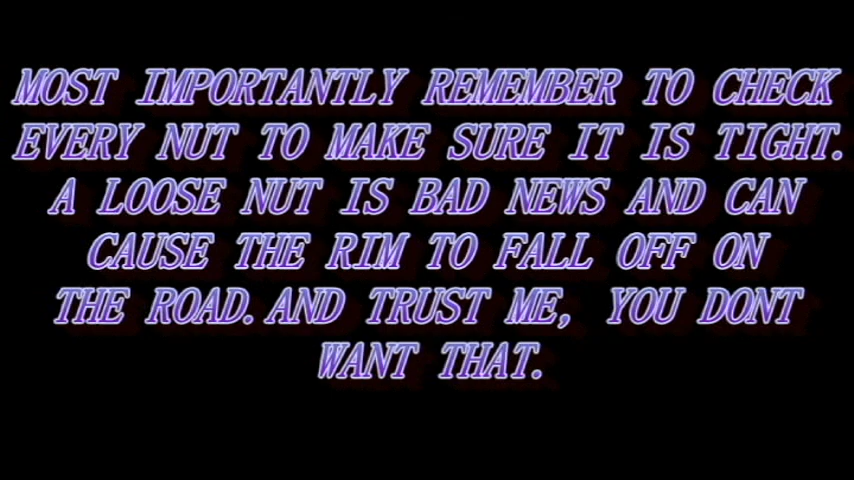 MOST IMPORTANTLY REMEMBER TO CHECK
EVERY NUT TO MAKE SURE IT IS TIGHT.
A LOOSE NUT IS BAD NEWS AND CAN
CAUSE THE RIM TO FALL OFF ON
THE ROAD. AND TRUST ME, YOU DONT
WANT THAT.